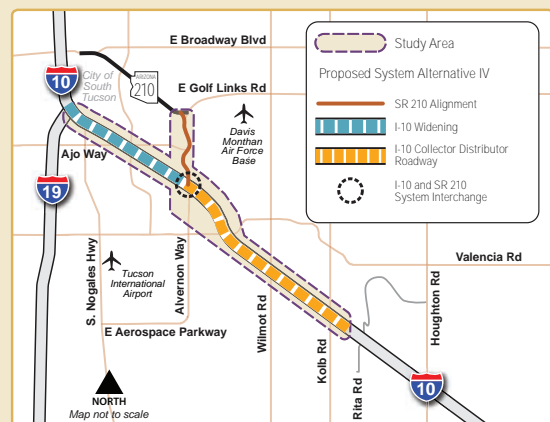 E Broadway Blvd
10
City of
South
Tucson
ARIZONA
210
E Golf Links Rd
Davis
Monthan
Air Force
Base
Ajo Way
19
Study Area
Proposed System Alternative IV
SR 210 Alignment
I-10 Widening
I-10 Collector Distributor
Roadway
I-10 and SR 210
System Interchange
S. Nogales Hwy
Tucson
International
Airport
Alvernon Way
Valencia Rd
Wilmot Rd
Houghton Rd
E Aerospace Parkway
Kolb Rd
Rita Rd
10
NORTH
Map not to scale